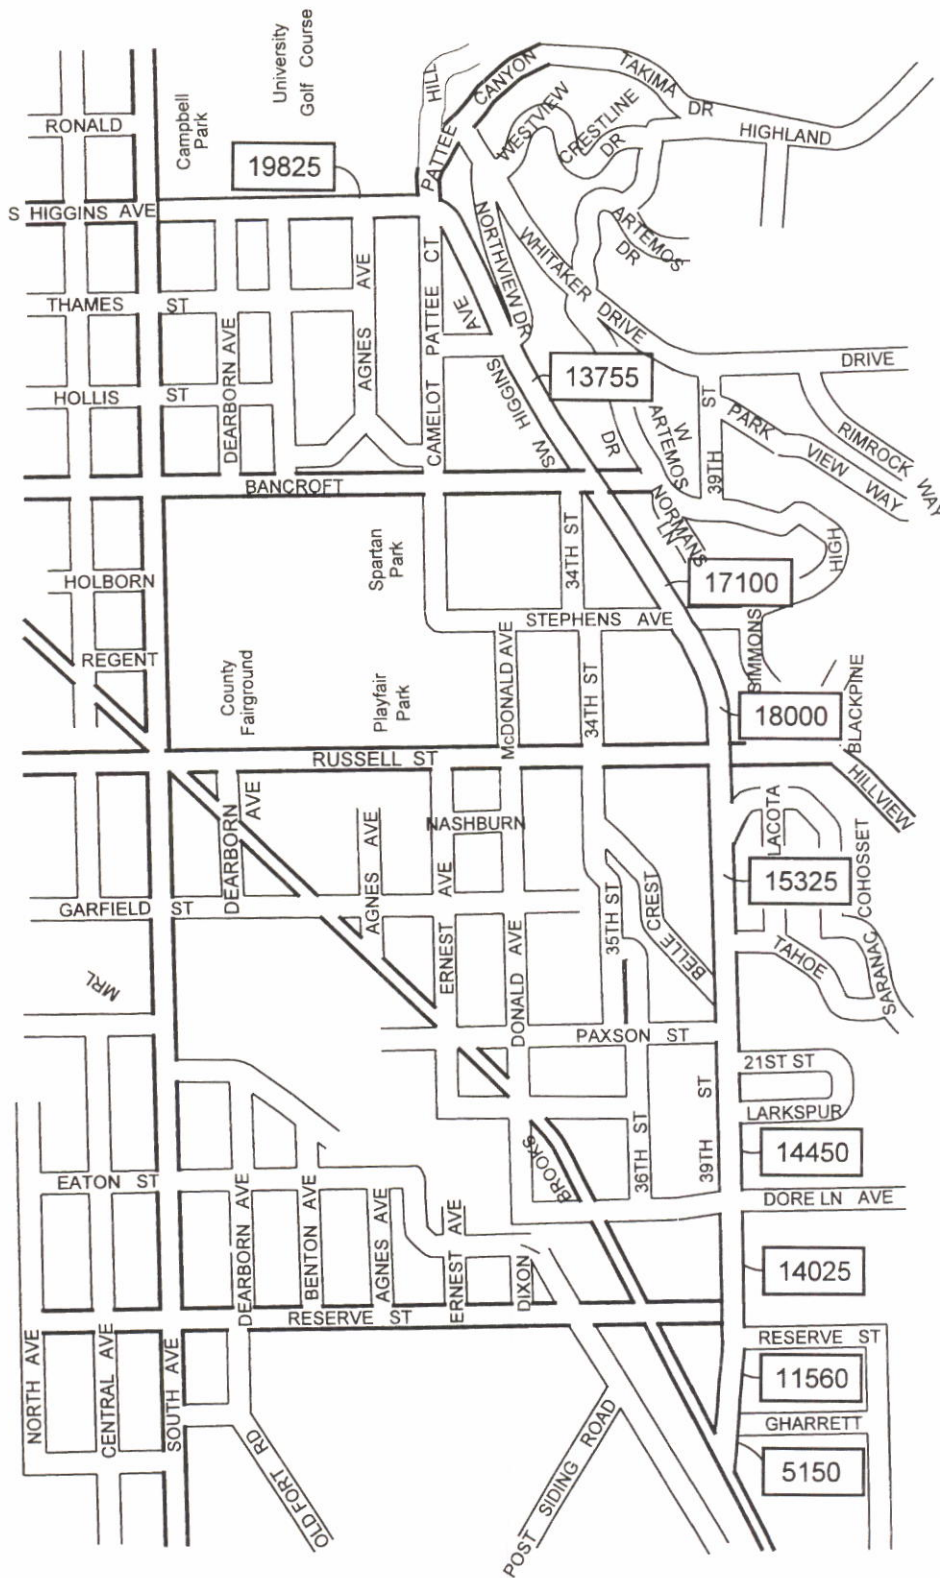 RONALD
Campbell
Park
University
Golf Course
HILL
CANYON
TAKIMA
DR
PATTEE
WESTVIEW
CRESTLINE
DR
HIGHLAND
19825
S HIGGINS AVE
NORTHVIEW DR
WHITAKER
DRIVE
ARTEMOS
DR
THAMES ST
DEARBORN AVE
AGNES AVE
CAMELOT PATTEE CT
SW HIGGINS AVE
13755
DRIVE
HOLLIS ST
W
ARTEMOS
DR
39TH ST
PARK VIEW WAY
RIMROCK WAY
BANCROFT
NORMANS
LN
HIGH
34TH ST
Spartan
Park
17100
HOLBORN
STEPHENS AVE
SIMMONS
REGENT
County
Fairground
Playfair
Park
McDONALD AVE
34TH ST
18000
BLACKPINE
RUSSELL ST
HILLVIEW
DEARBORN AVE
AGNES AVE
NASHBURN
LACOTA
COHOSSET
15325
GARFIELD ST
ERNEST AVE
DONALD AVE
35TH ST
BELLE CREST
TAHOE
SARANAC
MRL
PAXSON ST
21ST ST
LARKSPUR
14450
BROOKS
36TH ST
39TH ST
EATON ST
DORE LN AVE
DEARBORN AVE
BENTON AVE
AGNES AVE
ERNEST AVE
DIXON
14025
RESERVE ST
RESERVE ST
NORTH AVE
CENTRAL AVE
SOUTH AVE
11560
GHARRETT
OLD FORT RD
POST SIDING ROAD
5150